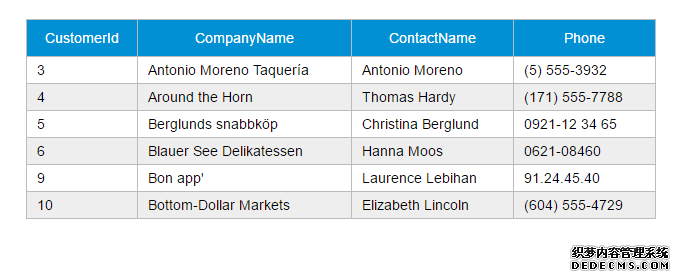 CustomerId CompanyName ContactName Phone
3 Antonio Moreno Taquería Antonio Moreno (5) 555-3932
4 Around the Horn Thomas Hardy (171) 555-7788
5 Berglunds snabbköp Christina Berglund 0921-12 34 65
6 Blauer See Delikatessen Hanna Moos 0621-08460
9 Bon app' Laurence Lebihan 91.24.45.40
10 Bottom-Dollar Markets Elizabeth Lincoln (604) 555-4729
织梦内容管理系统
DEDECMS.COM